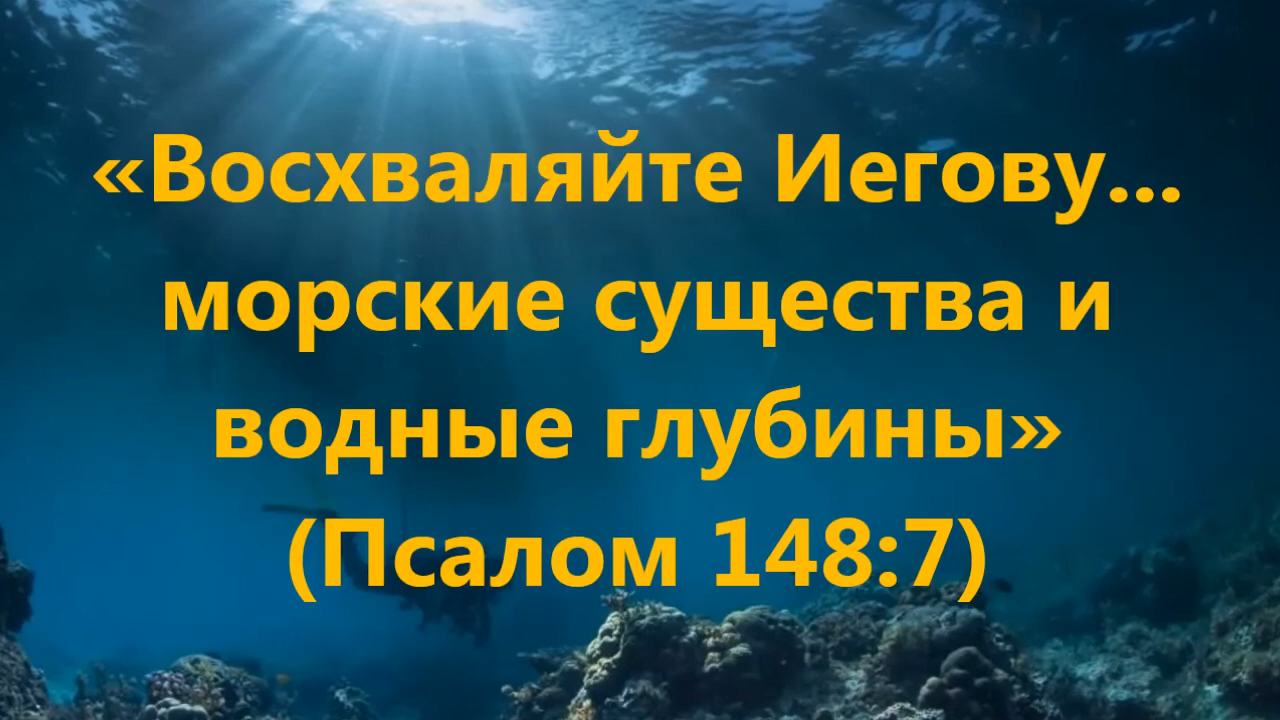 «Восхваляйте Иегову...
морские существа и
водные глубины»
(Псалом 148:7)